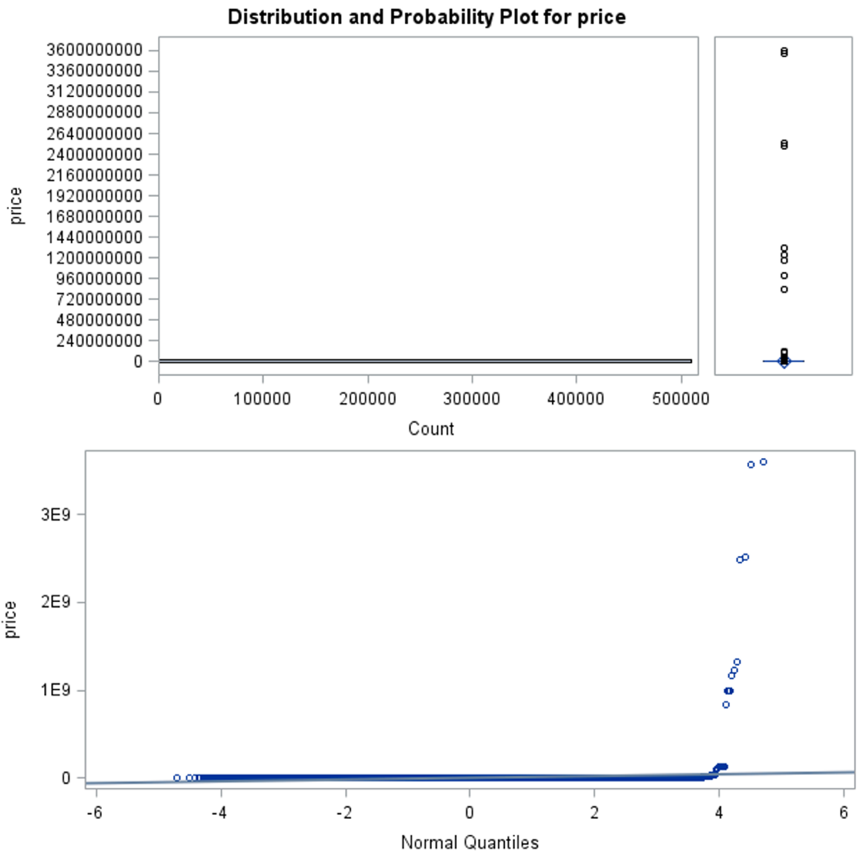 Distribution and Probability Plot for price
3600000000
3360000000
3120000000
2880000000
2640000000
2400000000
2160000000
1920000000
1680000000
1440000000
1200000000
960000000
720000000
480000000
240000000
0
price
0 100000 200000 300000 400000 500000
Count
3E9
2E9
1E9
0
price
-6 -4 -2 0 2 4 6
Normal Quantiles